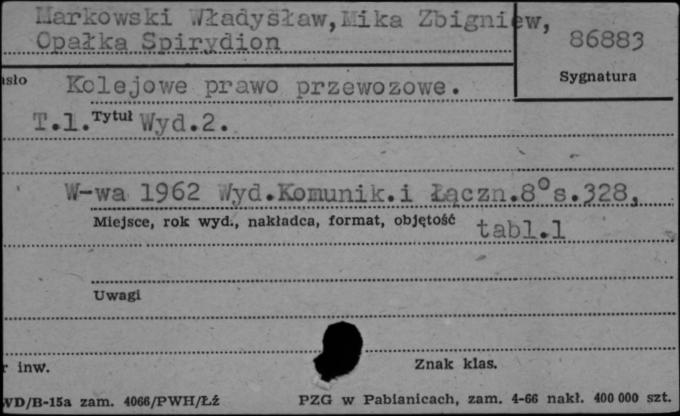 Markowski Władysław,Mika Zbigniew,
Opałka Spirydion
86883
Sygnatura
Kolejowe prawo przewozowe.
T.1. Tytuł Wyd.2.
W-wa 1962 Wyd.Komunik.i Łączn.8°s.328,
Miejsce, rok wyd., nakładca, format, objętość tabl.1
Uwagi
inw.
Znak klas.
WD/B-15a zam. 4066/PWH/ŁŻ PZG w Pabianicach, zam. 4-66 nakł. 400 000 szt.